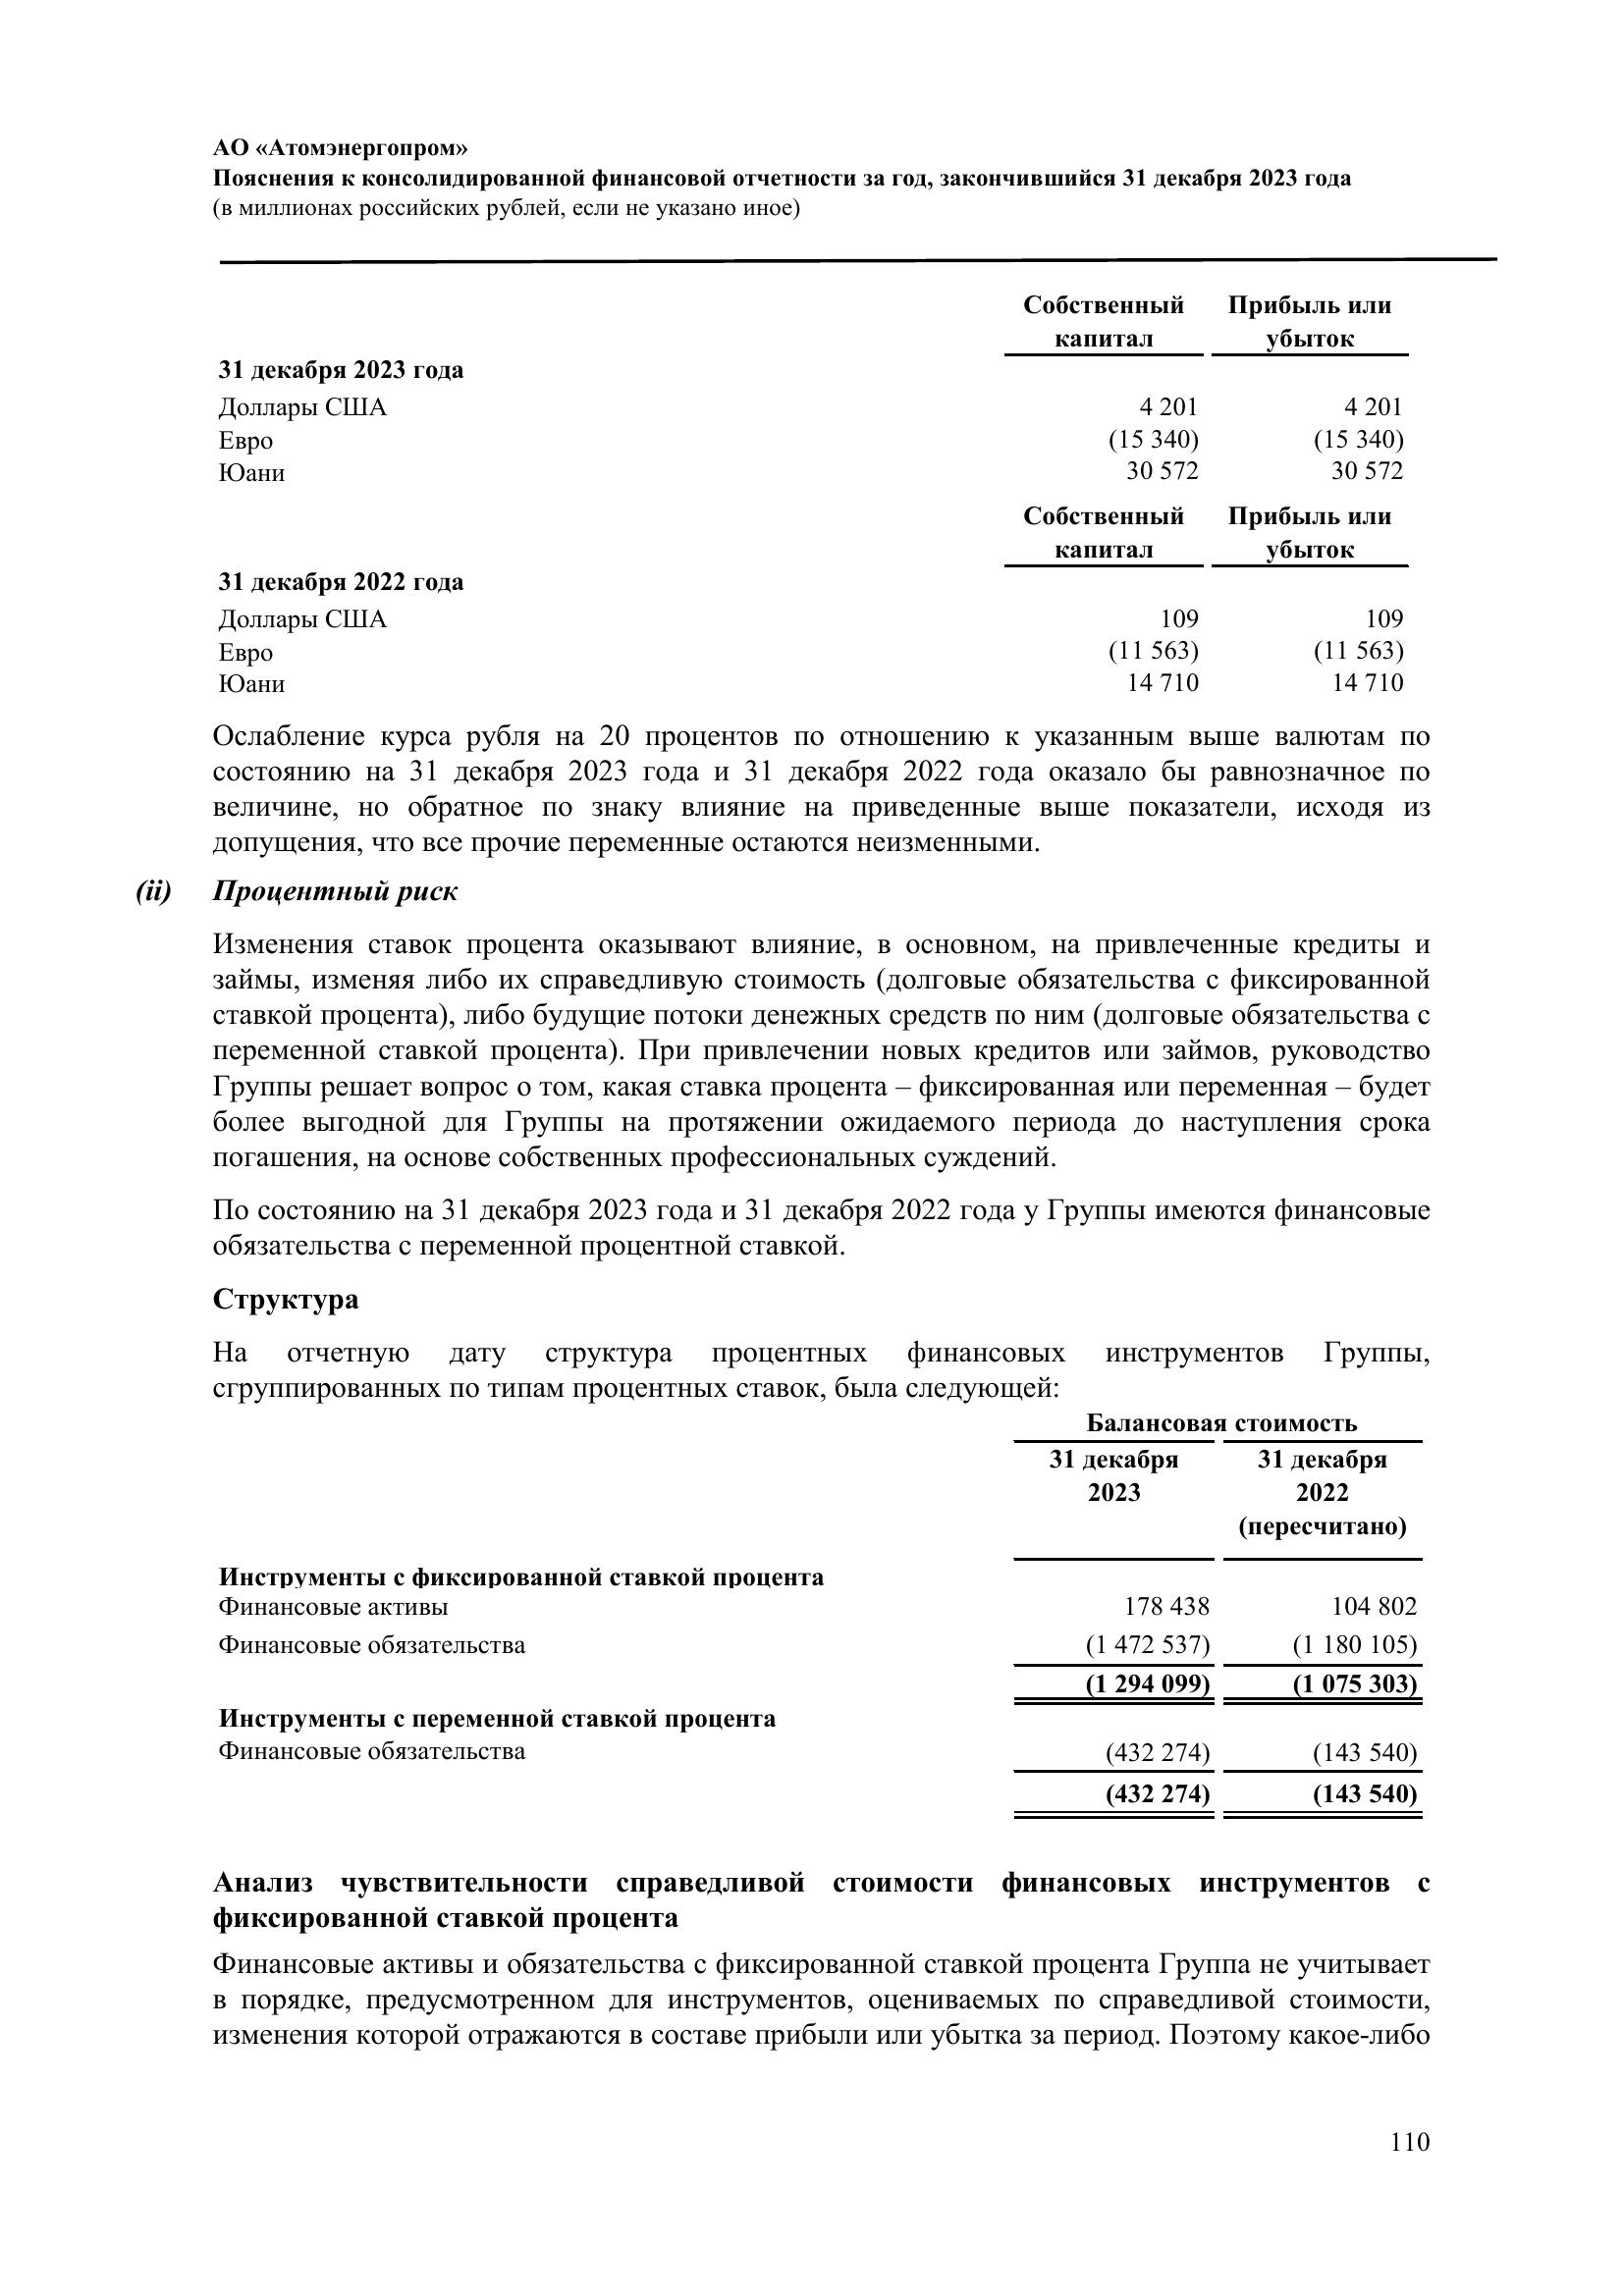 АО «Атомэнергопром»
Пояснения к консолидированной финансовой отчетности за год, закончившийся 31 декабря 2023 года
(в миллионах российских рублей, если не указано иное)
Собственный капитал Прибыль или убыток
31 декабря 2023 года
Доллары США 4 201 4 201
Евро (15 340) (15 340)
Юани 30 572 30 572
Собственный капитал Прибыль или убыток
31 декабря 2022 года
Доллары США 109 109
Евро (11 563) (11 563)
Юани 14 710 14 710
Ослабление курса рубля на 20 процентов по отношению к указанным выше валютам по
состоянию на 31 декабря 2023 года и 31 декабря 2022 года оказало бы равнозначное по
величине, но обратное по знаку влияние на приведенные выше показатели, исходя из
допущения, что все прочие переменные остаются неизменными.
(ii) Процентный риск
Изменения ставок процента оказывают влияние, в основном, на привлеченные кредиты и
займы, изменяя либо их справедливую стоимость (долговые обязательства с фиксированной
ставкой процента), либо будущие потоки денежных средств по ним (долговые обязательства с
переменной ставкой процента). При привлечении новых кредитов или займов, руководство
Группы решает вопрос о том, какая ставка процента – фиксированная или переменная – будет
более выгодной для Группы на протяжении ожидаемого периода до наступления срока
погашения, на основе собственных профессиональных суждений.
По состоянию на 31 декабря 2023 года и 31 декабря 2022 года у Группы имеются финансовые
обязательства с переменной процентной ставкой.
Структура
На отчетную дату структура процентных финансовых инструментов Группы,
сгруппированных по типам процентных ставок, была следующей:
Балансовая стоимость
31 декабря 31 декабря
2023 2022
(пересчитано)
Инструменты с фиксированной ставкой процента
Финансовые активы 178 438 104 802
Финансовые обязательства (1 472 537) (1 180 105)
(1 294 099) (1 075 303)
Инструменты с переменной ставкой процента
Финансовые обязательства (432 274) (143 540)
(432 274) (143 540)
Анализ чувствительности справедливой стоимости финансовых инструментов с
фиксированной ставкой процента
Финансовые активы и обязательства с фиксированной ставкой процента Группа не учитывает
в порядке, предусмотренном для инструментов, оцениваемых по справедливой стоимости,
изменения которой отражаются в составе прибыли или убытка за период. Поэтому какое-либо
110